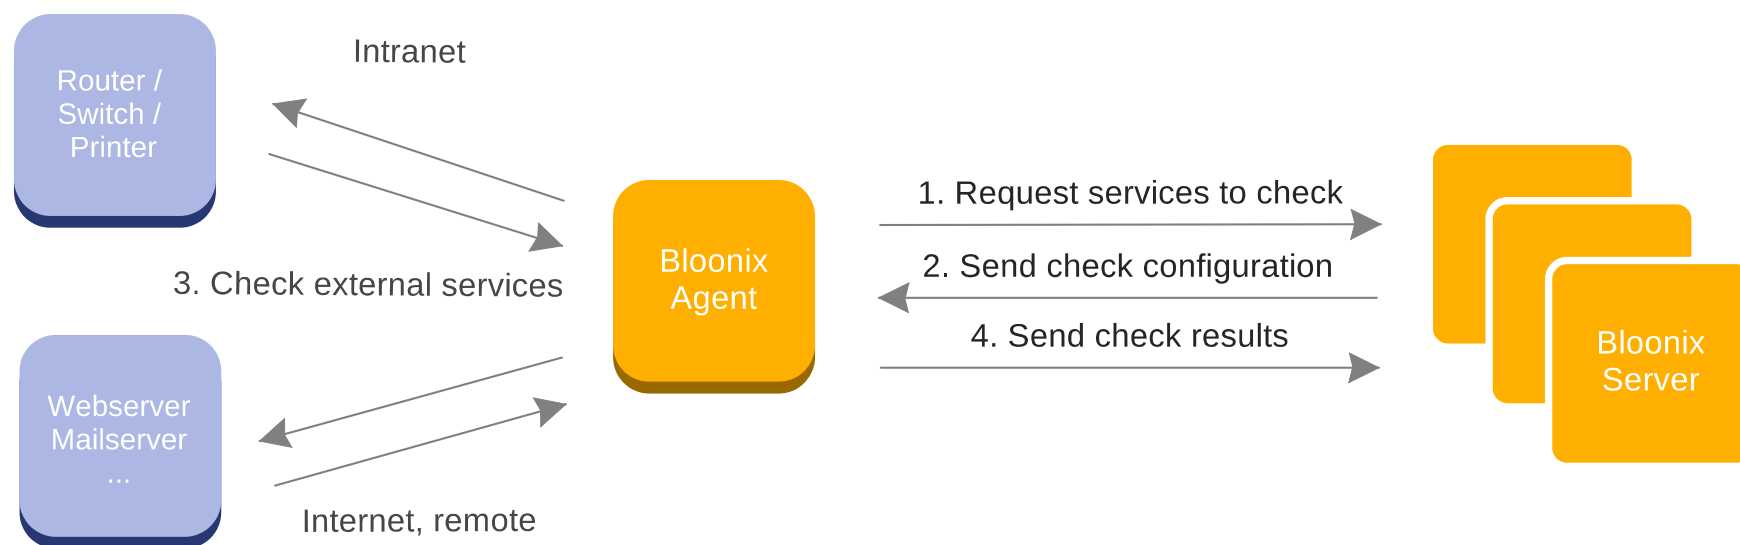 Intranet
Router /
Switch /
Printer
1. Request services to check
Bloonix
Agent
2. Send check configuration
3. Check external services
4. Send check results
Bloonix
Server
Webserver
Mailserver
...
Internet, remote